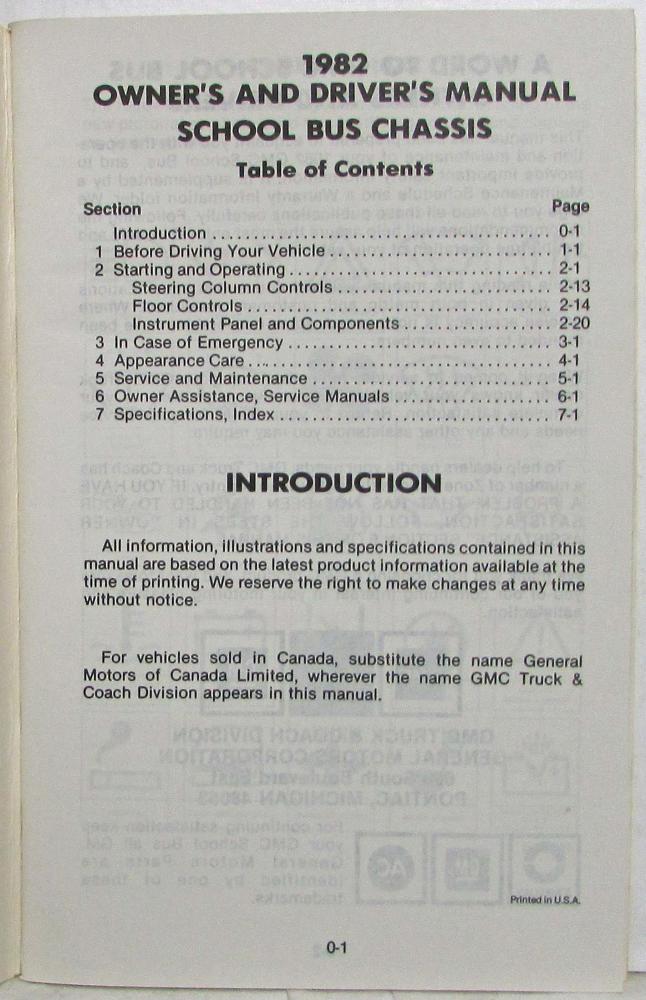 1982
OWNER'S AND DRIVER'S MANUAL
SCHOOL BUS CHASSIS
Table of Contents
Section Page
Introduction ................................ 0-1
1 Before Driving Your Vehicle ..................... 1-1
2 Starting and Operating ......................... 2-1
Steering Column Controls .................... 2-13
Floor Controls .............................. 2-14
Instrument Panel and Components ............. 2-20
3 In Case of Emergency ......................... 3-1
4 Appearance Care ............................. 4-1
5 Service and Maintenance ...................... 5-1
6 Owner Assistance, Service Manuals ............. 6-1
7 Specifications, Index .......................... 7-1
INTRODUCTION
All information, illustrations and specifications contained in this
manual are based on the latest product information available at the
time of printing. We reserve the right to make changes at any time
without notice.
For vehicles sold in Canada, substitute the name General
Motors of Canada Limited, wherever the name GMC Truck &
Coach Division appears in this manual.
Printed in U.S.A.
0-1